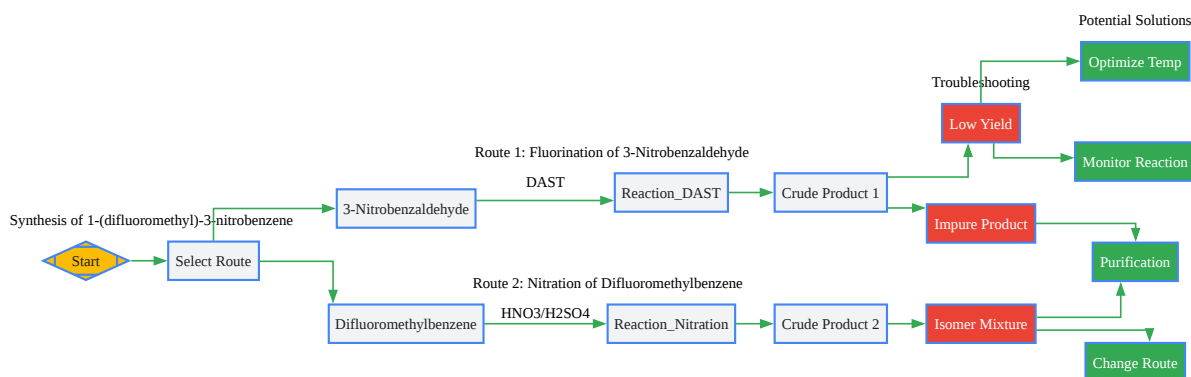 Potential Solutions
Optimize Temp
Troubleshooting
Low Yield
Monitor Reaction
Route 1: Fluorination of 3-Nitrobenzaldehyde
DAST
Reaction_DAST
Crude Product 1
3-Nitrobenzaldehyde
Impure Product
Synthesis of 1-(difluoromethyl)-3-nitrobenzene
Start
Select Route
Purification
Route 2: Nitration of Difluoromethylbenzene
HNO3/H2SO4
Difluoromethylbenzene
Reaction_Nitration
Crude Product 2
Isomer Mixture
Change Route